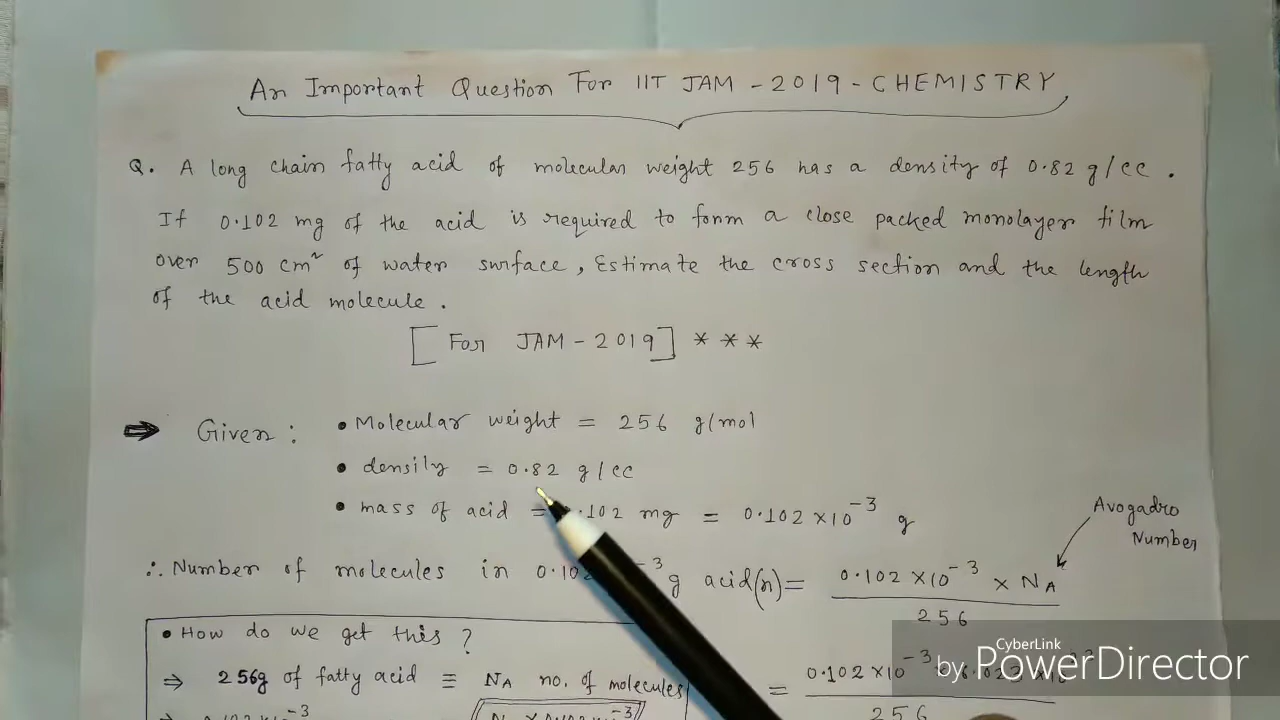 An Important Question For IIT JAM - 2019 - CHEMISTRY
Q. A long chain fatty acid of molecular weight 256 has a density of 0.82 g/cc.
If 0.102 mg of the acid is required to form a close packed monolayer film
over 500 cm² of water surface, Estimate the cross section and the length
of the acid molecule.
[For JAM - 2019] ***
⇒ Given : • Molecular weight = 256 g/mol
• density = 0.82 g/cc
• mass of acid = .102 mg = 0.102 × 10⁻³ g
Avogadro
Number
∴ Number of molecules in 0.102 ⁻³ g acid(n) = 0.102 × 10⁻³ × N_A / 256
• How do we get this ?
⇒ 256g of fatty acid ≡ N_A no. of molecules
= 0.102 × 10⁻³ / 256
CyberLink
by PowerDirector